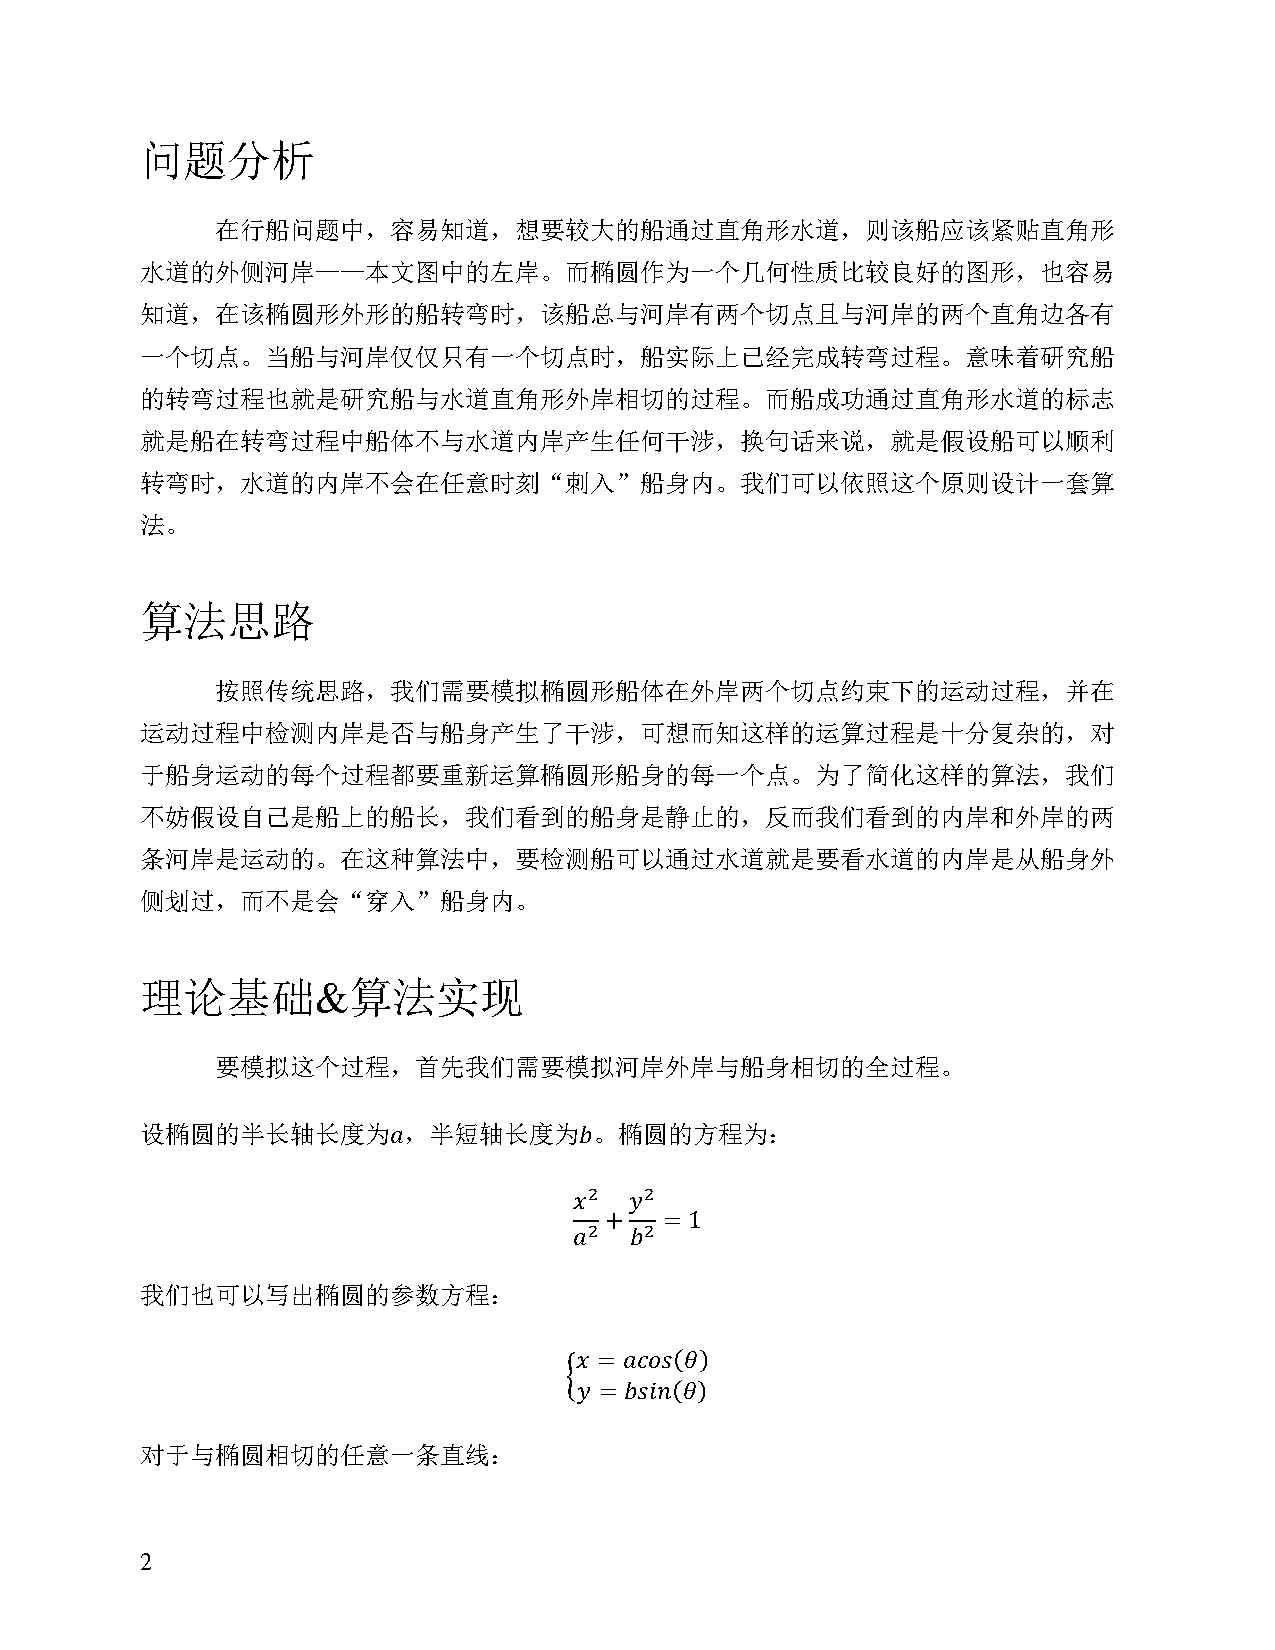 问题分析
在行船问题中，容易知道，想要较大的船通过直角形水道，则该船应该紧贴直角形
水道的外侧河岸——本文图中的左岸。而椭圆作为一个几何性质比较良好的图形，也容易
知道，在该椭圆形外形的船转弯时，该船总与河岸有两个切点且与河岸的两个直角边各有
一个切点。当船与河岸仅仅只有一个切点时，船实际上已经完成转弯过程。意味着研究船
的转弯过程也就是研究船与水道直角形外岸相切的过程。而船成功通过直角形水道的标志
就是船在转弯过程中船体不与水道内岸产生任何干涉，换句话来说，就是假设船可以顺利
转弯时，水道的内岸不会在任意时刻“刺入”船身内。我们可以依照这个原则设计一套算
法。
算法思路
按照传统思路，我们需要模拟椭圆形船体在外岸两个切点约束下的运动过程，并在
运动过程中检测内岸是否与船身产生了干涉，可想而知这样的运算过程是十分复杂的，对
于船身运动的每个过程都要重新运算椭圆形船身的每一个点。为了简化这样的算法，我们
不妨假设自己是船上的船长，我们看到的船身是静止的，反而我们看到的内岸和外岸的两
条河岸是运动的。在这种算法中，要检测船可以通过水道就是要看水道的内岸是从船身外
侧划过，而不是会“穿入”船身内。
理论基础&算法实现
要模拟这个过程，首先我们需要模拟河岸外岸与船身相切的全过程。
设椭圆的半长轴长度为𝑎，半短轴长度为𝑏。椭圆的方程为：
x²/a² + y²/b² = 1
我们也可以写出椭圆的参数方程：
{x = acos(θ)
y = bsin(θ)
对于与椭圆相切的任意一条直线：
2